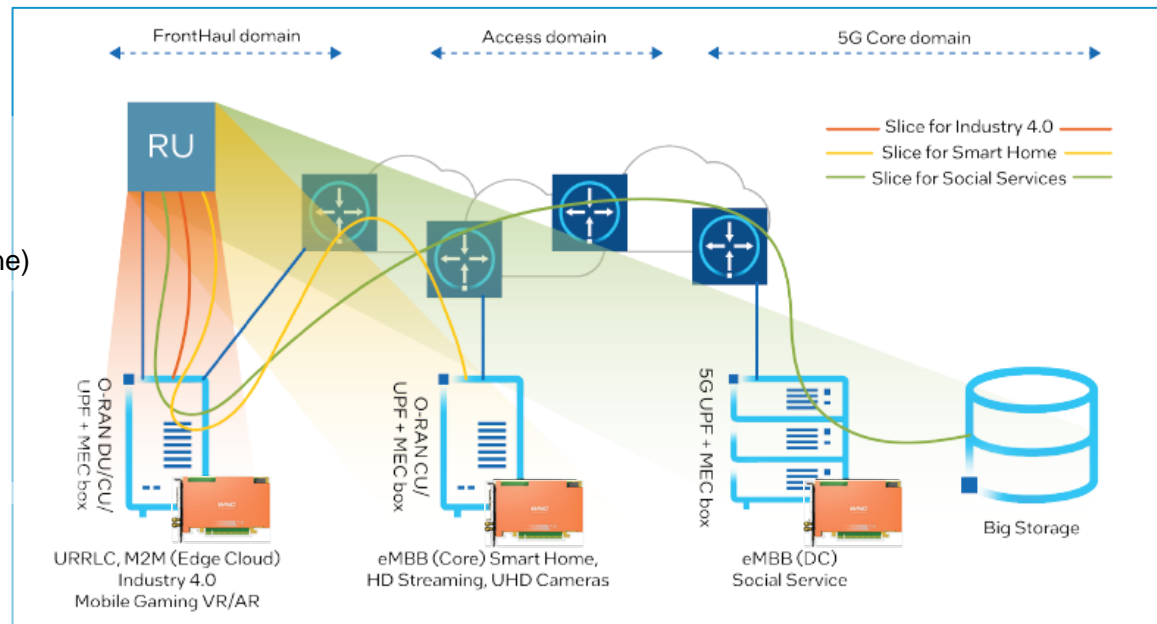 FrontHaul domain
Access domain
5G Core domain
RU
Slice for Industry 4.0
Slice for Smart Home
Slice for Social Services
ne)
O-RAN DU/CU/
UPF + MEC box
O-RAN CU/
UPF + MEC box
5G UPF + MEC box
WNC
WNC
WNC
URRLC, M2M (Edge Cloud)
Industry 4.0
Mobile Gaming VR/AR
eMBB (Core) Smart Home,
HD Streaming, UHD Cameras
eMBB (DC)
Social Service
Big Storage